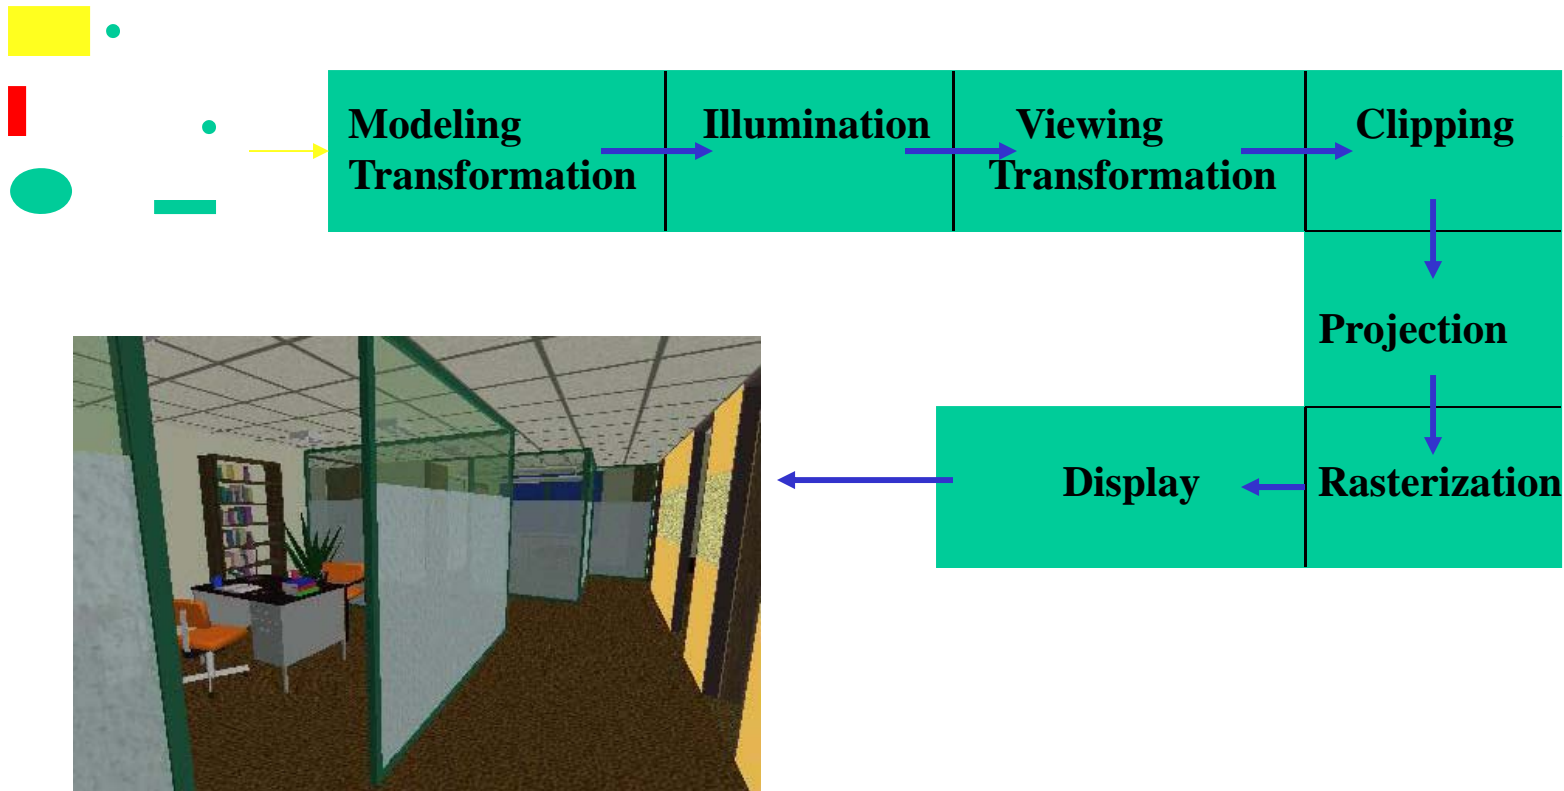 Modeling
Transformation
Illumination
Viewing
Transformation
Clipping
Projection
Rasterization
Display